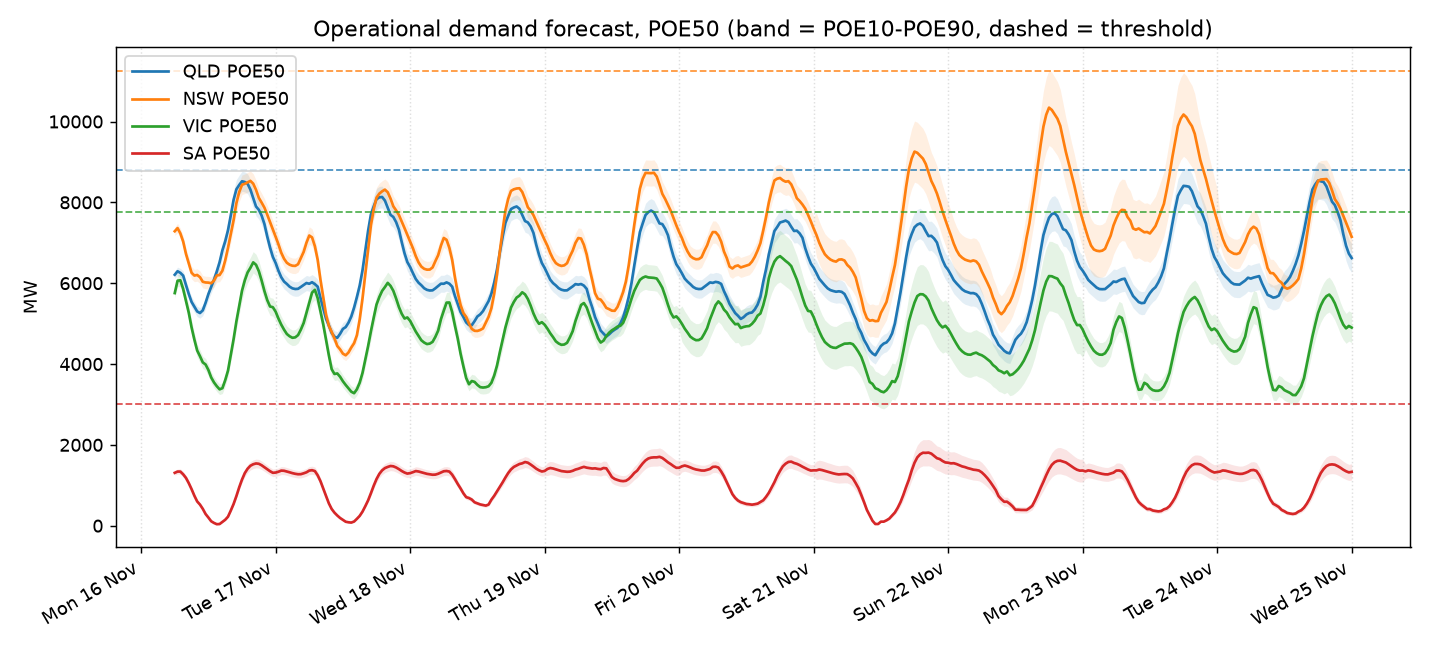 Operational demand forecast, POE50 (band = POE10-POE90, dashed = threshold)
QLD POE50
NSW POE50
VIC POE50
SA POE50
MW
10000
8000
6000
4000
2000
0
Mon 16 Nov
Tue 17 Nov
Wed 18 Nov
Thu 19 Nov
Fri 20 Nov
Sat 21 Nov
Sun 22 Nov
Mon 23 Nov
Tue 24 Nov
Wed 25 Nov